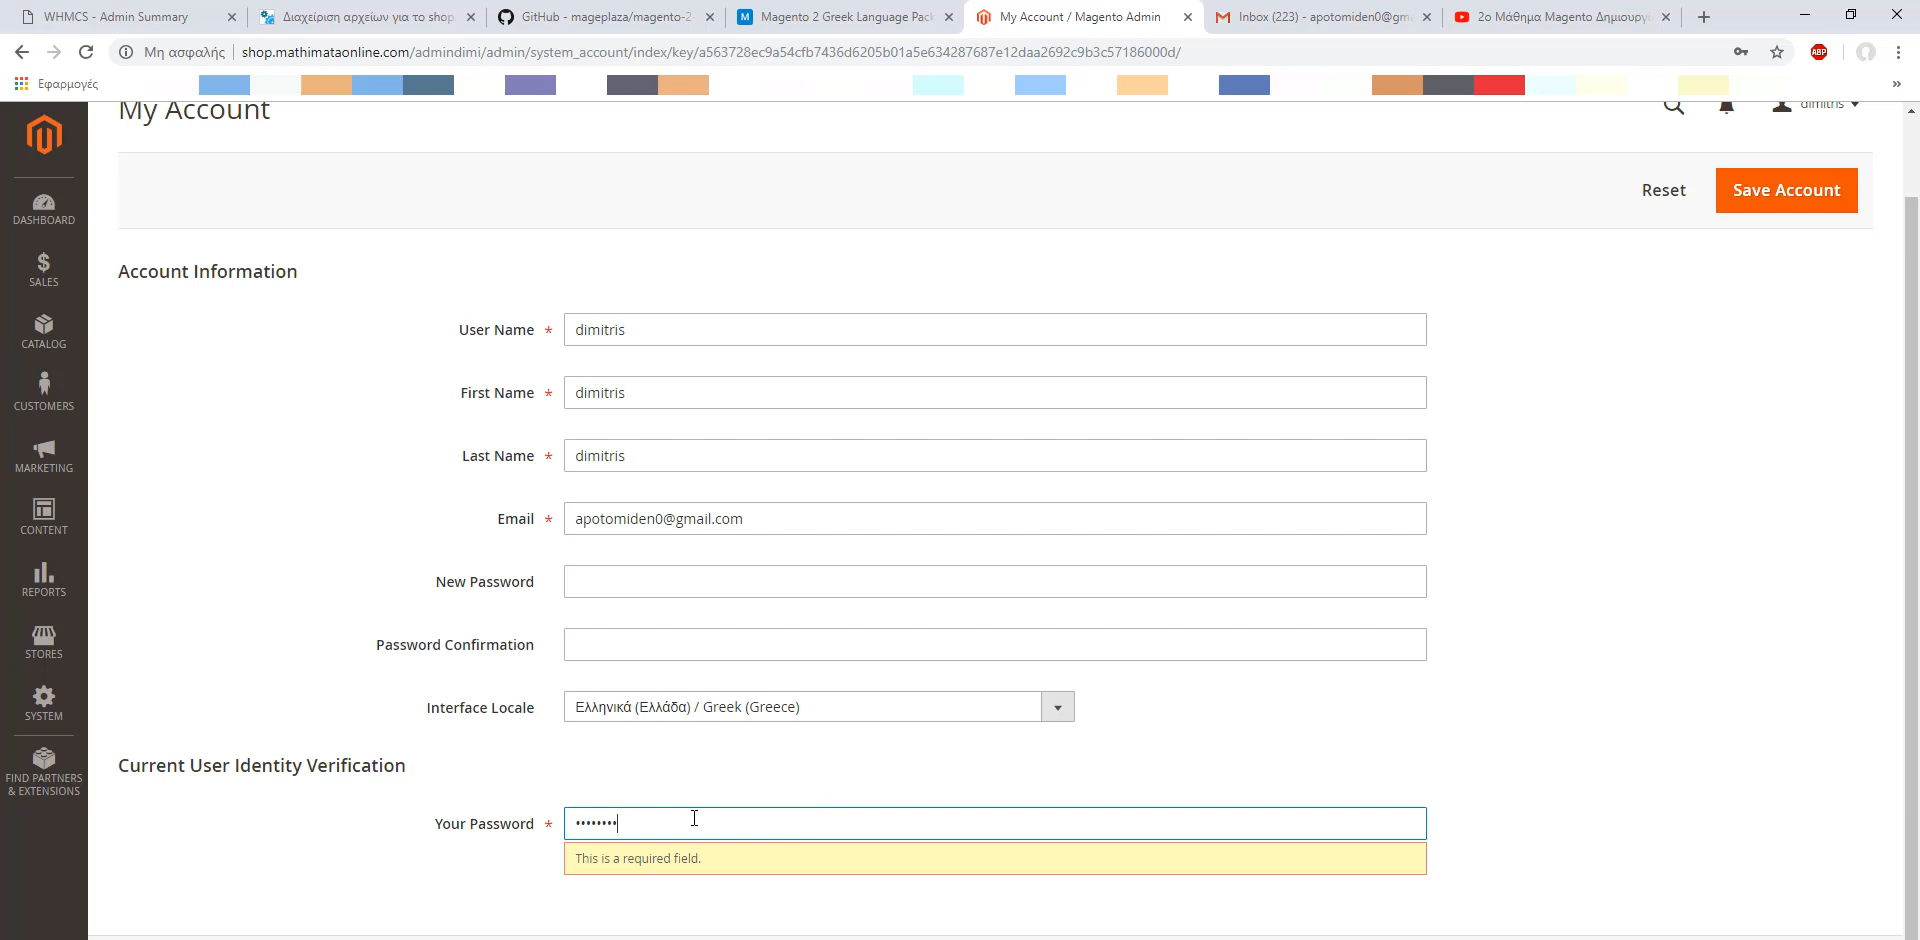 WHMCS - Admin Summary
Διαχείριση αρχείων για το shop
GitHub - mageplaza/magento-2-
Magento 2 Greek Language Pack
My Account / Magento Admin
Inbox (223) - apotomiden0@gm
2ο Μάθημα Magento Δημιουργ
Μη ασφαλής
shop.mathimataonline.com/admindimi/admin/system_account/index/key/a563728ec9a54cfb7436d6205b01a5e634287687e12daa2692c9b3c57186000d/
ABP
Εφαρμογές
My Account
dimitris
Reset
Save Account
DASHBOARD
SALES
CATALOG
CUSTOMERS
MARKETING
CONTENT
REPORTS
STORES
SYSTEM
FIND PARTNERS
& EXTENSIONS
Account Information
User Name * dimitris
First Name * dimitris
Last Name * dimitris
Email * apotomiden0@gmail.com
New Password
Password Confirmation
Interface Locale Ελληνικά (Ελλάδα) / Greek (Greece)
Current User Identity Verification
Your Password * ••••••••
This is a required field.